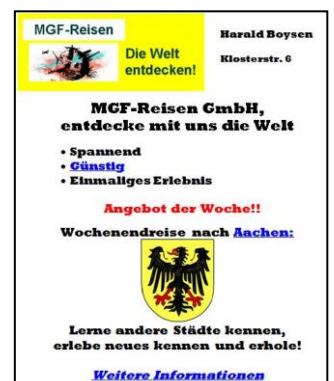 MGF-Reisen
Die Welt
entdecken!
Harald Boysen
Klosterstr. 6
MGF-Reisen GmbH,
entdecke mit uns die Welt
• Spannend
• Günstig
• Einmaliges Erlebnis
Angebot der Woche!!
Wochenendreise nach Aachen:
Lerne andere Städte kennen,
erlebe neues kennen und erhole!
Weitere Informationen